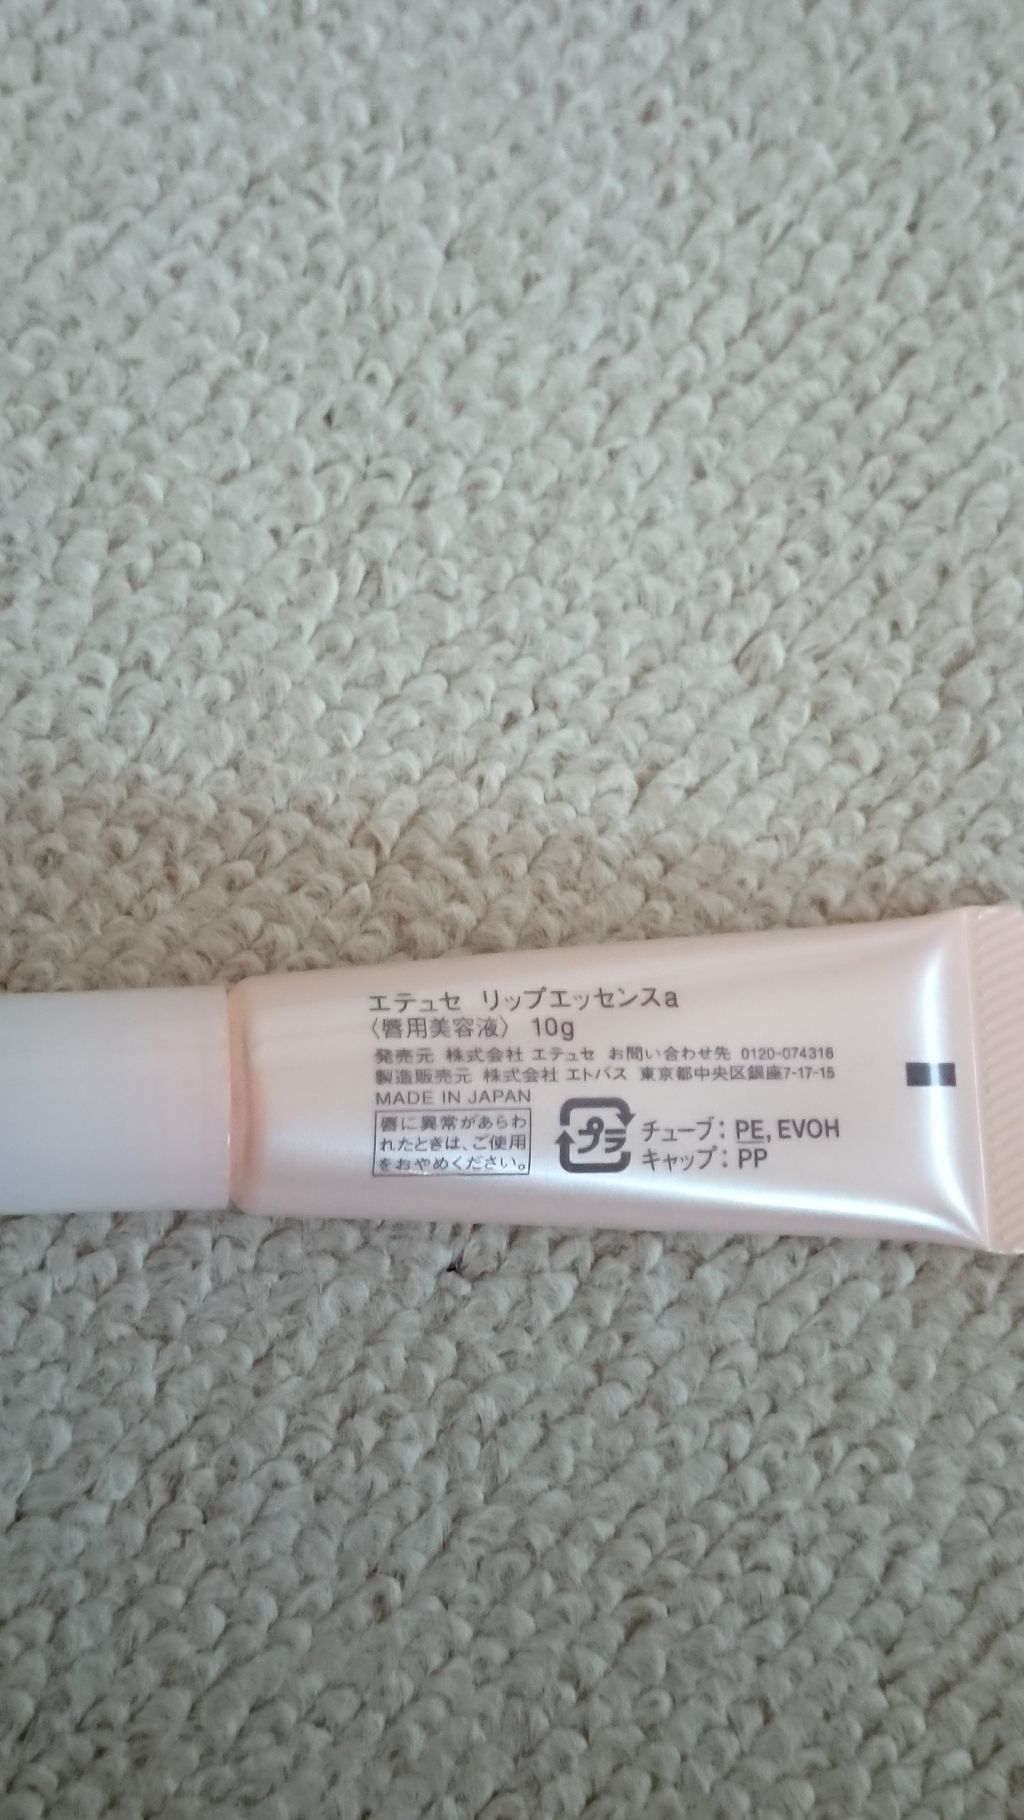 エテュセ リップエッセンスa
〈唇用美容液〉 10g
発売元 株式会社 エテュセ お問い合わせ先 0120-074316
製造販売元 株式会社 エトバス 東京都中央区銀座7-17-15
MADE IN JAPAN
唇に異常があらわ
れたときは、ご使用
をおやめください。
プラ
チューブ：PE, EVOH
キャップ：PP